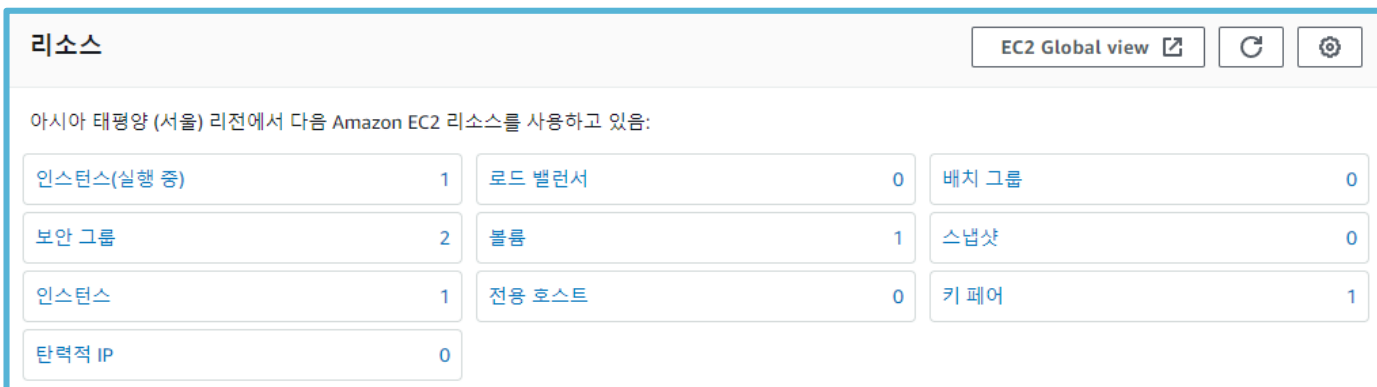 리소스
EC2 Global view
아시아 태평양 (서울) 리전에서 다음 Amazon EC2 리소스를 사용하고 있음:
인스턴스(실행 중) 1
로드 밸런서 0
배치 그룹 0
보안 그룹 2
볼륨 1
스냅샷 0
인스턴스 1
전용 호스트 0
키 페어 1
탄력적 IP 0